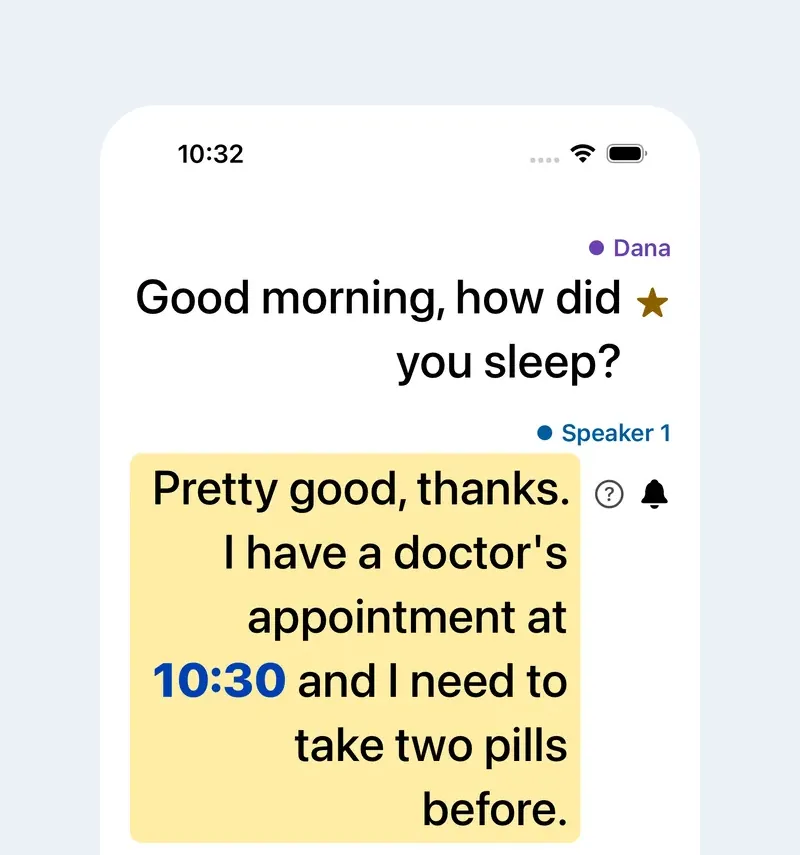 10:32
Dana
Good morning, how did
you sleep?
Speaker 1
Pretty good, thanks.
I have a doctor's
appointment at
10:30 and I need to
take two pills
before.